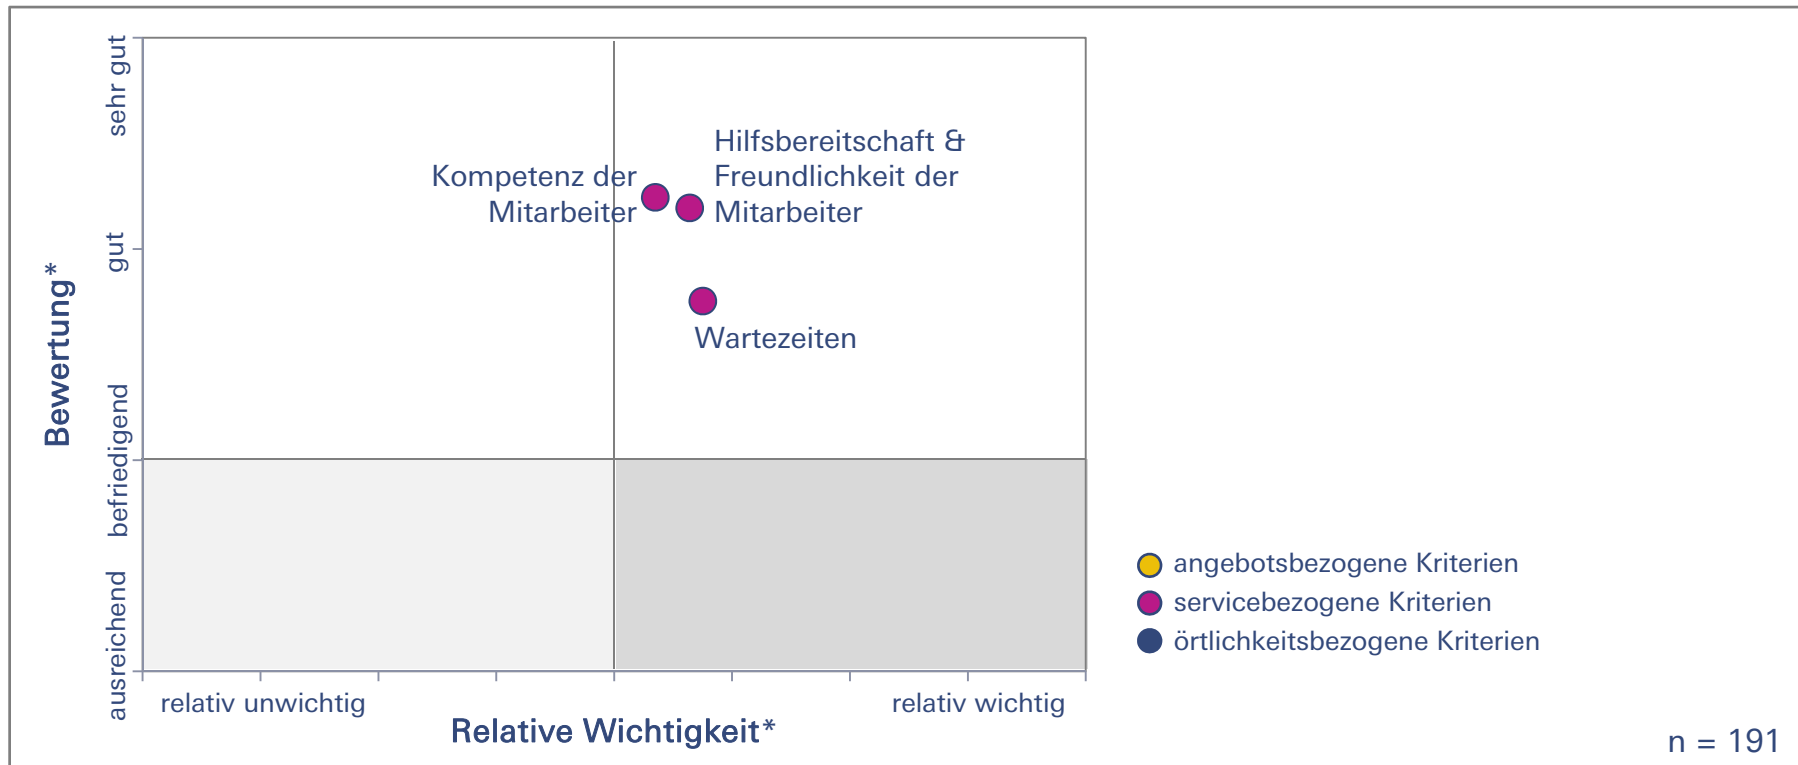 sehr gut
gut
befriedigend
ausreichend
Bewertung*
Kompetenz der
Mitarbeiter
Hilfsbereitschaft &
Freundlichkeit der
Mitarbeiter
Wartezeiten
relativ unwichtig
relativ wichtig
Relative Wichtigkeit*
angebotsbezogene Kriterien
servicebezogene Kriterien
örtlichkeitsbezogene Kriterien
n = 191